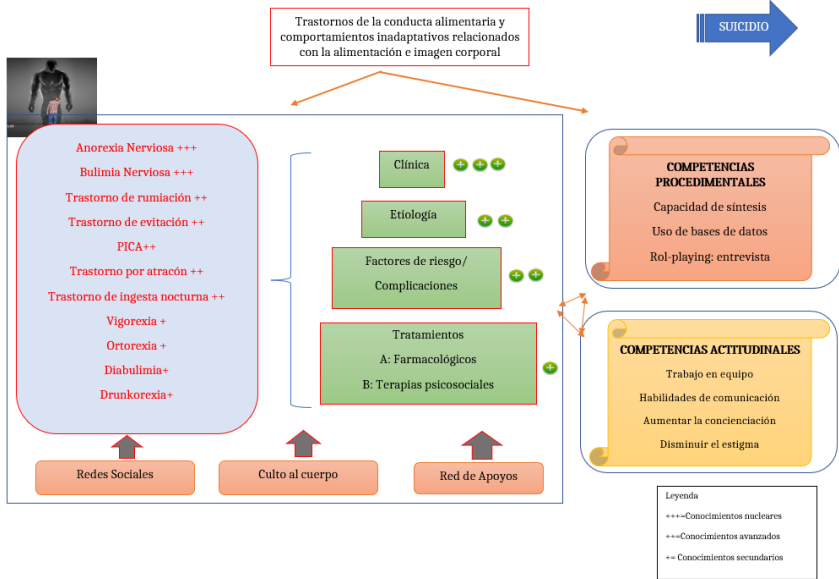 Trastornos de la conducta alimentaria y
comportamientos inadaptativos relacionados
con la alimentación e imagen corporal
SUICIDIO
Anorexia Nerviosa +++
Bulimia Nerviosa +++
Trastorno de rumiación ++
Trastorno de evitación ++
PICA++
Trastorno por atracón ++
Trastorno de ingesta nocturna ++
Vigorexia +
Ortorexia +
Diabulimia+
Drunkorexia+
Clínica
Etiología
Factores de riesgo/
Complicaciones
Tratamientos
A: Farmacológicos
B: Terapias psicosociales
Redes Sociales
Culto al cuerpo
Red de Apoyos
COMPETENCIAS
PROCEDIMENTALES
Capacidad de síntesis
Uso de bases de datos
Rol-playing: entrevista
COMPETENCIAS ACTITUDINALES
Trabajo en equipo
Habilidades de comunicación
Aumentar la concienciación
Disminuir el estigma
Leyenda
+++=Conocimientos nucleares
++=Conocimientos avanzados
+= Conocimientos secundarios